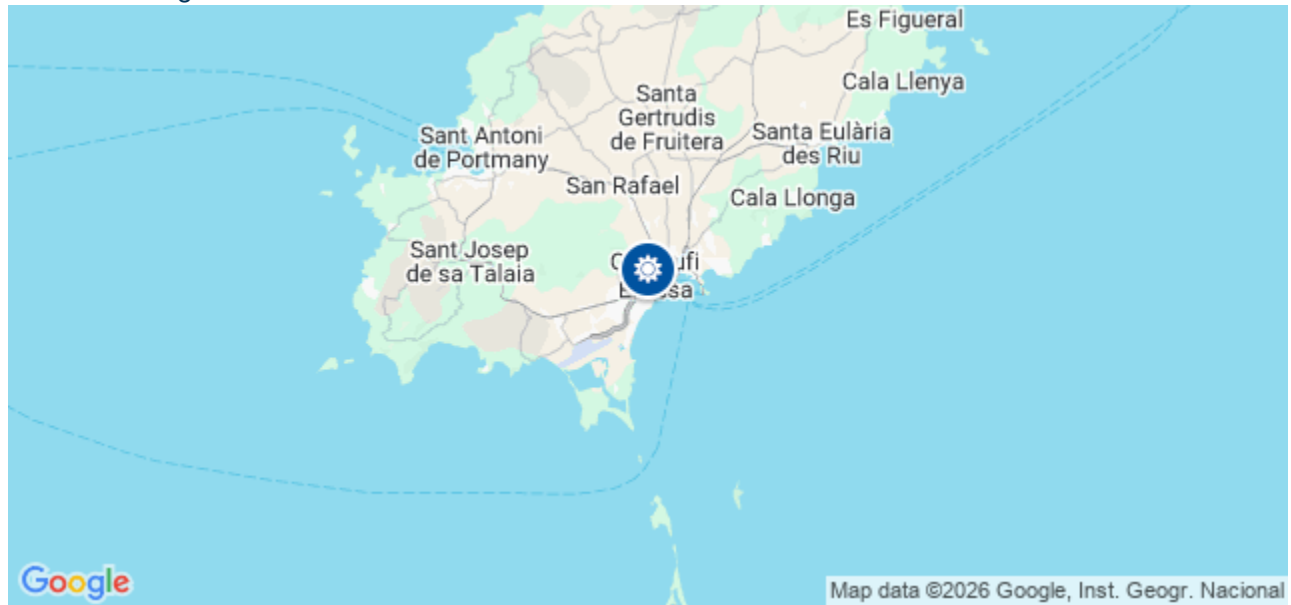 Es Figueral
Cala Llenya
Santa
Gertrudis
de Fruitera
Sant Antoni
de Portmany
Santa Eulària
des Riu
San Rafael
Cala Llonga
Sant Josep
de sa Talaia
Google
Map data ©2026 Google, Inst. Geogr. Nacional